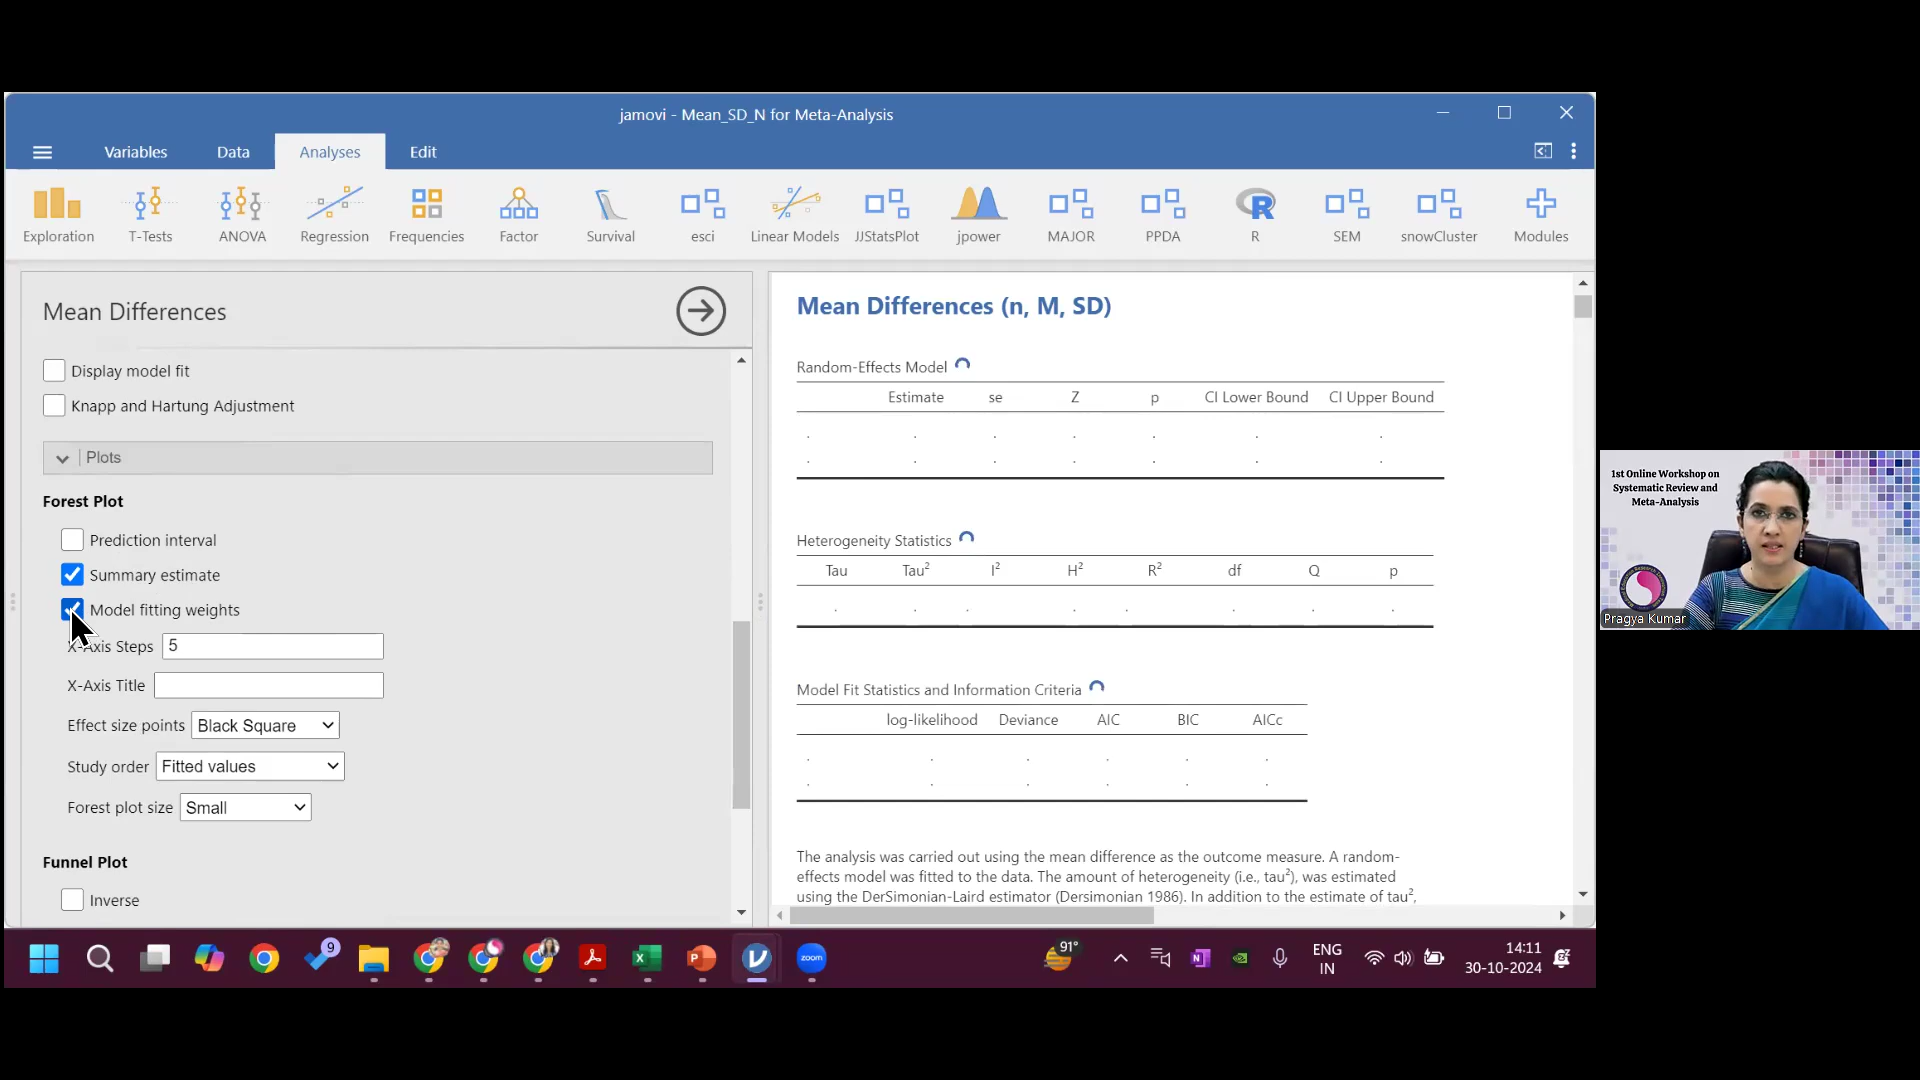 jamovi - Mean_SD_N for Meta-Analysis
Variables
Data
Analyses
Edit
Exploration
T-Tests
ANOVA
Regression
Frequencies
Factor
Survival
esci
Linear Models
JJStatsPlot
jpower
MAJOR
PPDA
R
SEM
snowCluster
Modules
Mean Differences
Display model fit
Knapp and Hartung Adjustment
Plots
Forest Plot
Prediction interval
Summary estimate
Model fitting weights
X-Axis Steps 5
X-Axis Title
Effect size points Black Square
Study order Fitted values
Forest plot size Small
Funnel Plot
Inverse
Mean Differences (n, M, SD)
Random-Effects Model
Estimate se Z p CI Lower Bound CI Upper Bound
Heterogeneity Statistics
Tau Tau² I² H² R² df Q p
Model Fit Statistics and Information Criteria
log-likelihood Deviance AIC BIC AICc
The analysis was carried out using the mean difference as the outcome measure. A random-
effects model was fitted to the data. The amount of heterogeneity (i.e., tau²), was estimated
using the DerSimonian-Laird estimator (Dersimonian 1986). In addition to the estimate of tau²,
1st Online Workshop on
Systematic Review and
Meta-Analysis
Pragya Kumar
9
zoom
91°
ENG
IN
14:11
30-10-2024